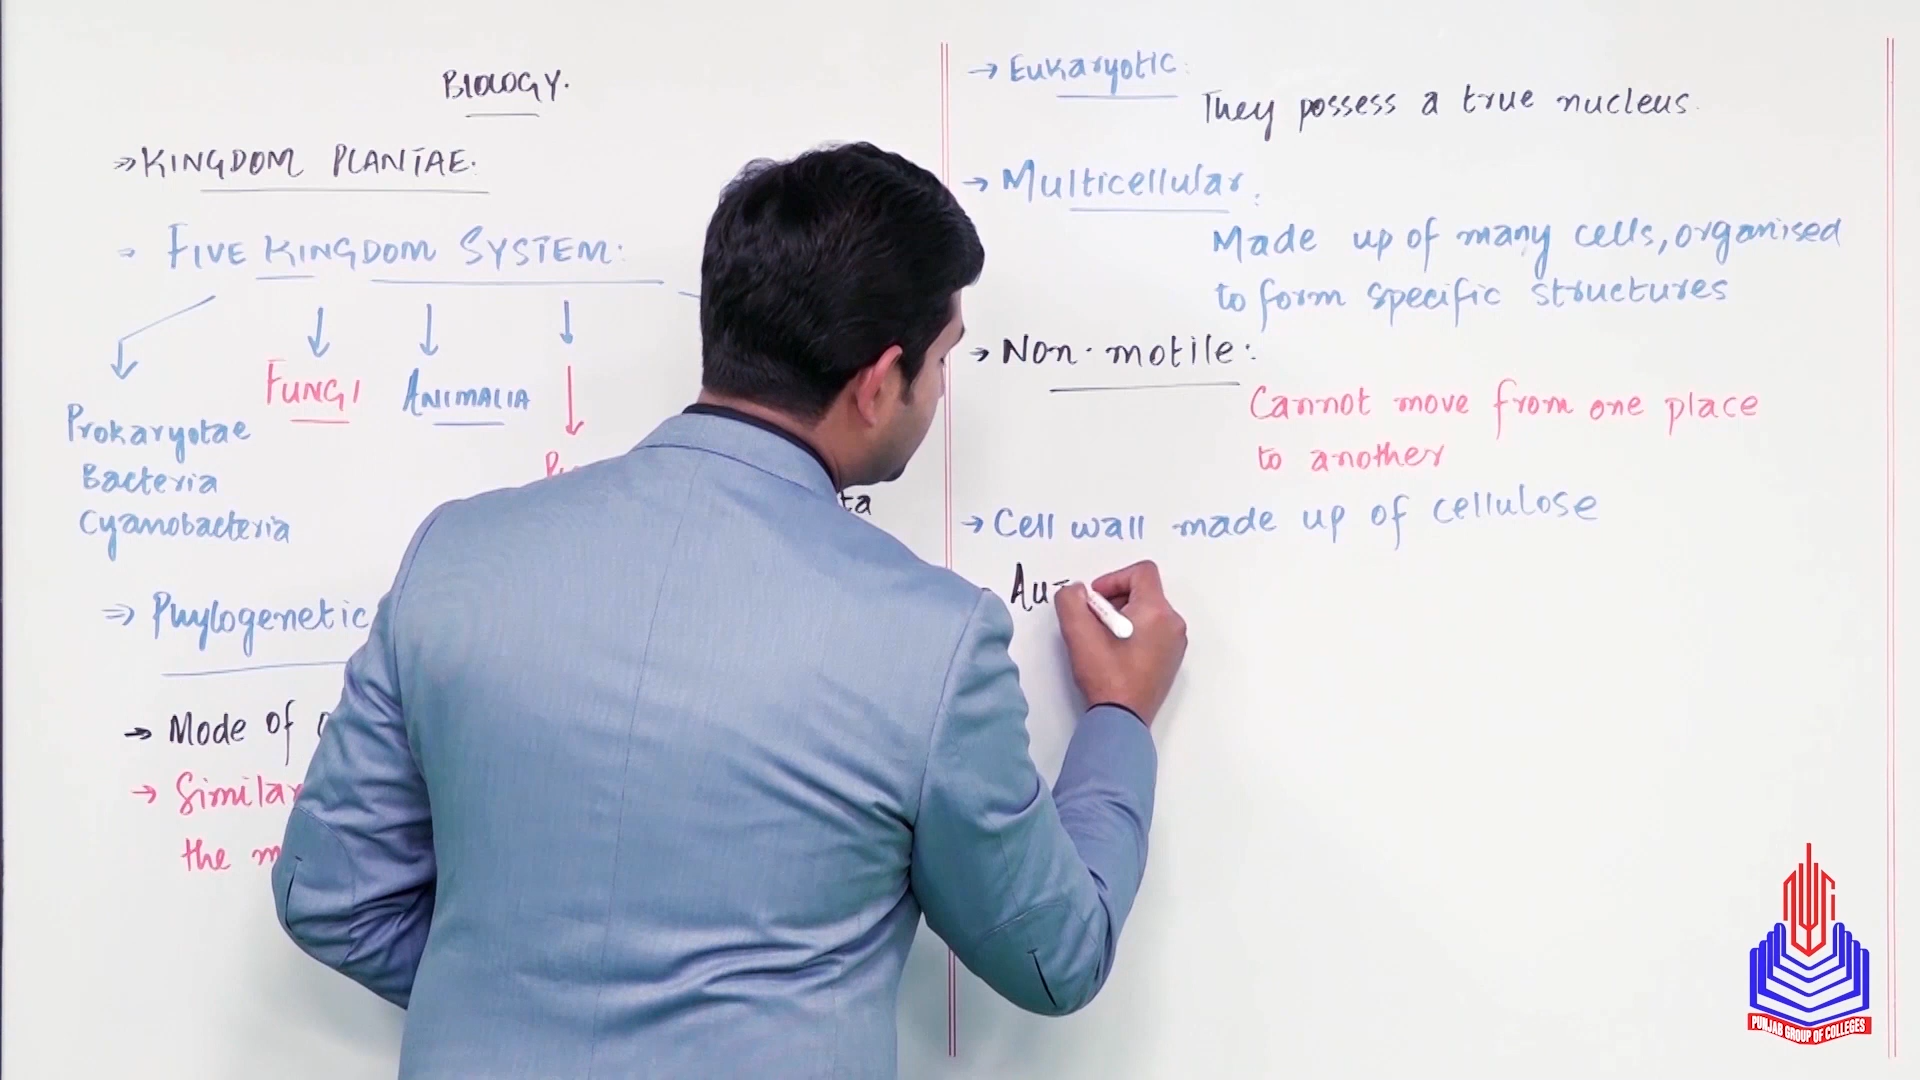 BIOLOGY.
⇒ KINGDOM PLANTAE.
⇒ FIVE KINGDOM SYSTEM:
FUNGI
ANIMALIA
Prokaryotae
Bacteria
Cyanobacteria
⇒ Phylogenetic
→ Mode of
→ Similar
the
→ Eukaryotic:
They possess a true nucleus.
→ Multicellular.
Made up of many cells, organised
to form specific structures
→ Non-motile:
Cannot move from one place
to another
→ Cell wall made up of cellulose
PUNJAB GROUP OF COLLEGES